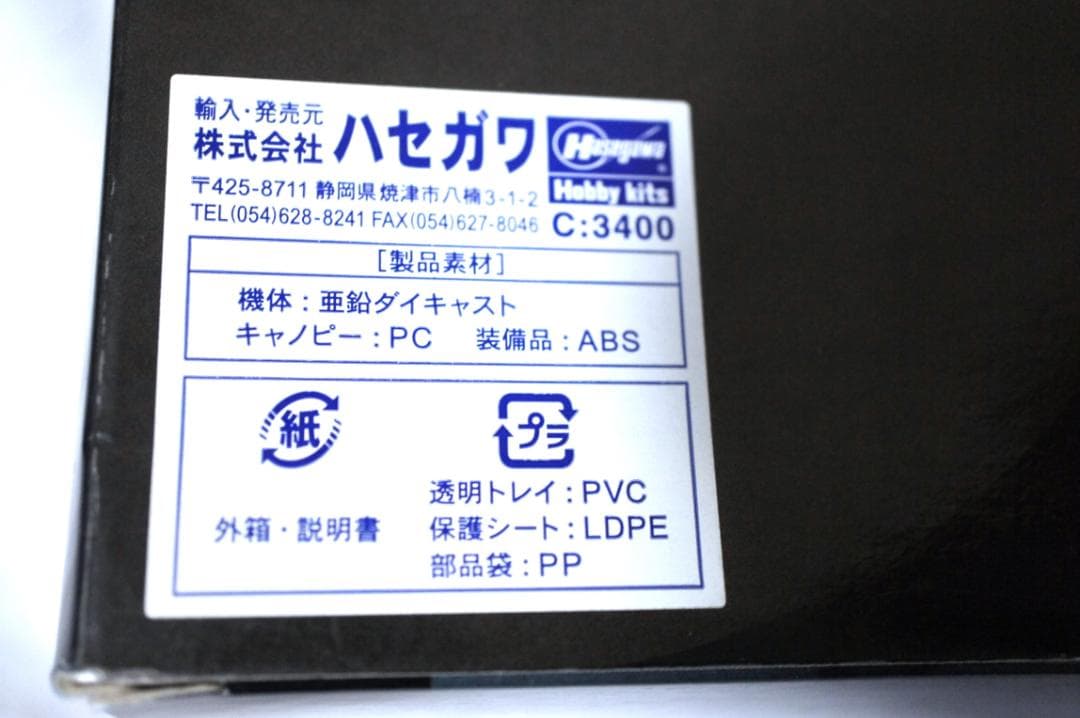 輸入・発売元
株式会社 ハセガワ
Hasegawa
Hobby kits
〒425-8711 静岡県焼津市八楠3-1-2
TEL(054)628-8241 FAX(054)627-8046
C:3400
[製品素材]
機体：亜鉛ダイキャスト
キャノピー：PC 装備品：ABS
紙
プラ
外箱・説明書
透明トレイ：PVC
保護シート：LDPE
部品袋：PP